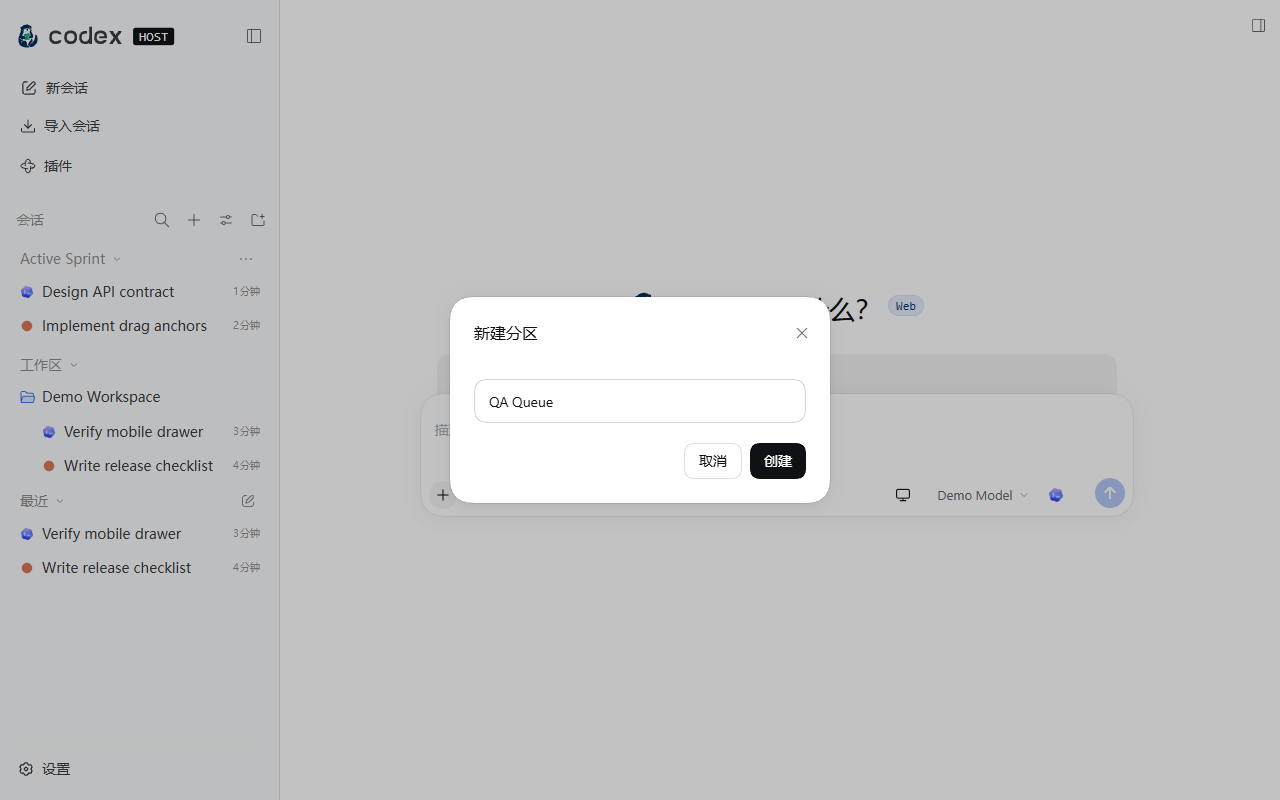 codex HOST
新会话
导入会话
插件
会话
Active Sprint
Design API contract 1分钟
Implement drag anchors 2分钟
工作区
Demo Workspace
Verify mobile drawer 3分钟
Write release checklist 4分钟
最近
Verify mobile drawer 3分钟
Write release checklist 4分钟
设置
么? Web
新建分区
QA Queue
取消 创建
Demo Model